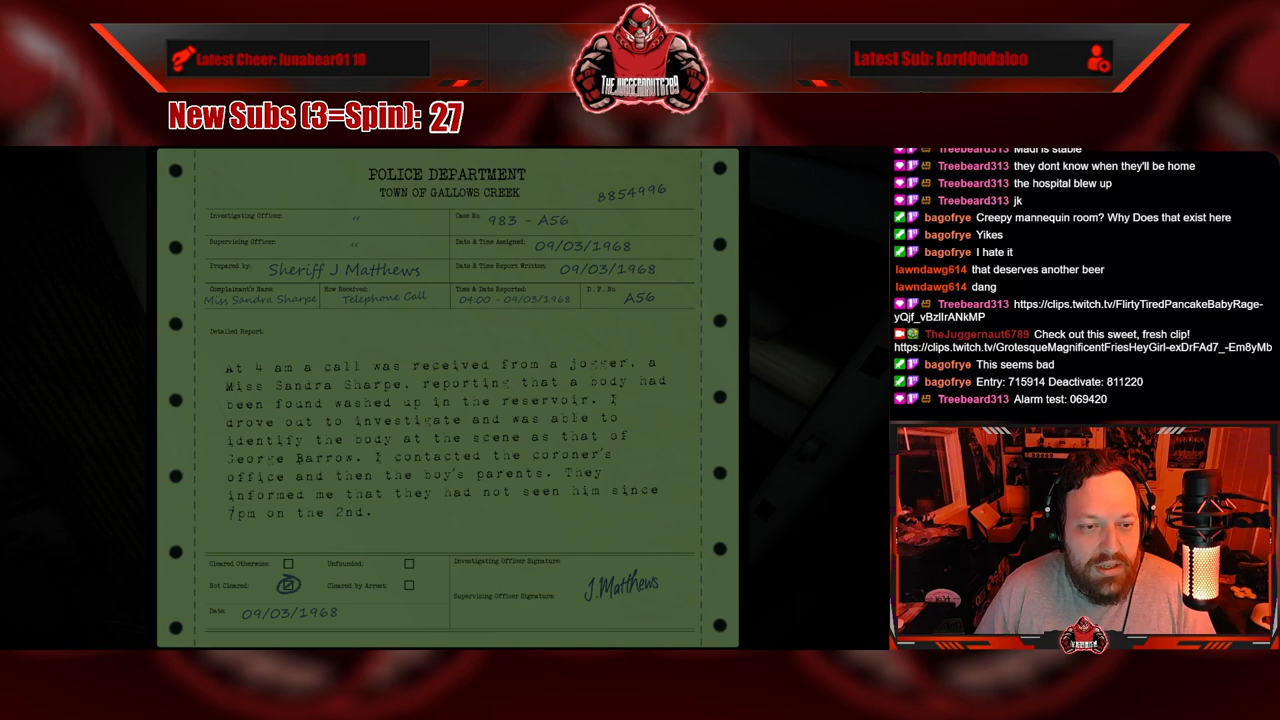 Latest Cheer: lunabear0110
THEJUGGERNAUT6789
Latest Sub: LordOodaloo
New Subs (3=Spin): 27
POLICE DEPARTMENT
TOWN OF GALLOWS CREEK
8854996
Investigating Officer: "
Case No. 983 - A56
Supervising Officer: "
Date & Time Assigned: 09/03/1968
Prepared by: Sheriff J Matthews
Date & Time Report Written: 09/03/1968
Complainant's Name: Miss Sandra Sharpe
How Received: Telephone Call
Time & Date Reported: 04:00 - 09/03/1968
D.F. No. A56
Detailed Report:
At 4 am a call was received from a jogger, a
Miss Sandra Sharpe, reporting that a body had
been found washed up in the reservoir. I
drove out to investigate and was able to
identify the body at the scene as that of
George Barrow. I contacted the coroner's
office and then the boy's parents. They
informed me that they had not seen him since
7pm on the 2nd.
Cleared Otherwise:
Unfounded:
Investigating Officer Signature:
Not Cleared:
Cleared by Arrest:
Supervising Officer Signature:
J.Matthews
Date: 09/03/1968
Treebeard313 Madi is stable
Treebeard313 they dont know when they'll be home
Treebeard313 the hospital blew up
Treebeard313 jk
bagofrye Creepy mannequin room? Why Does that exist here
bagofrye Yikes
bagofrye I hate it
lawndawg614 that deserves another beer
lawndawg614 dang
Treebeard313 https://clips.twitch.tv/FlirtyTiredPancakeBabyRage-
yQjf_vBzlIrANkMP
TheJuggernaut6789 Check out this sweet, fresh clip!
https://clips.twitch.tv/GrotesqueMagnificentFriesHeyGirl-exDrFAd7_-Em8yMb
bagofrye This seems bad
bagofrye Entry: 715914 Deactivate: 811220
Treebeard313 Alarm test: 069420